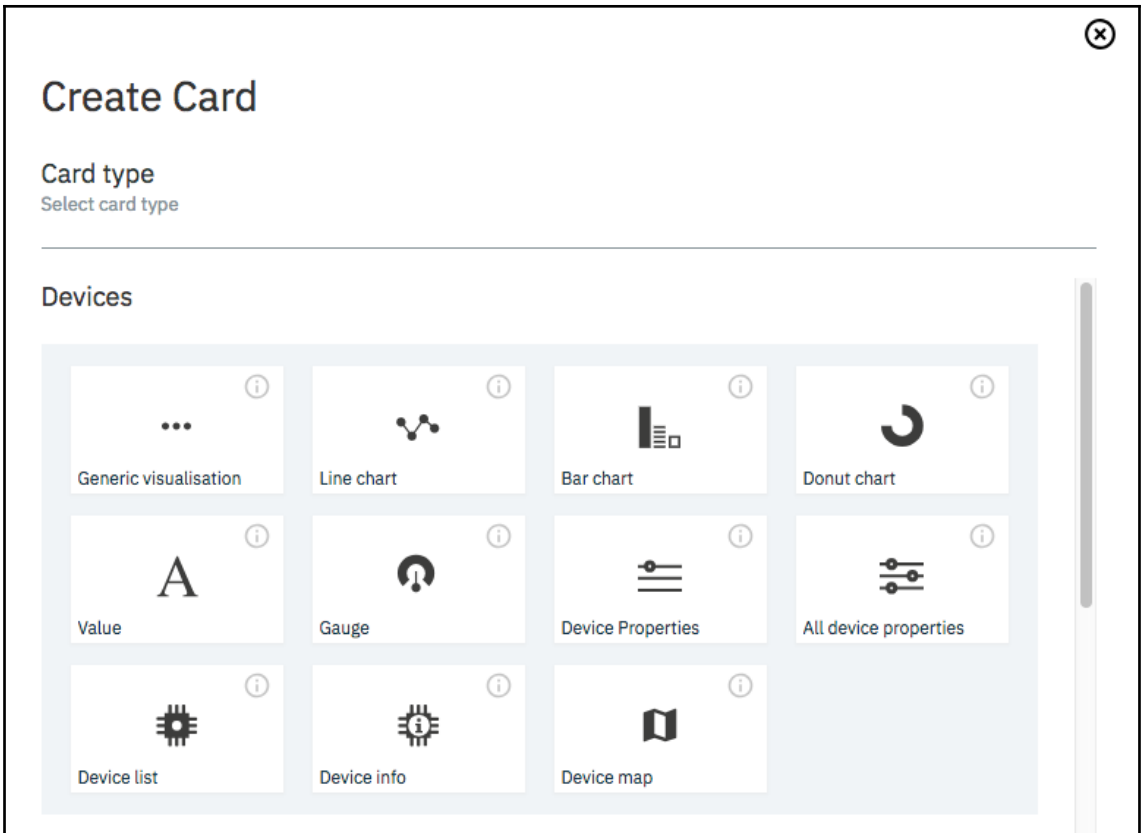 Create Card
Card type
Select card type
Devices
Generic visualisation
Line chart
Bar chart
Donut chart
Value
Gauge
Device Properties
All device properties
Device list
Device info
Device map